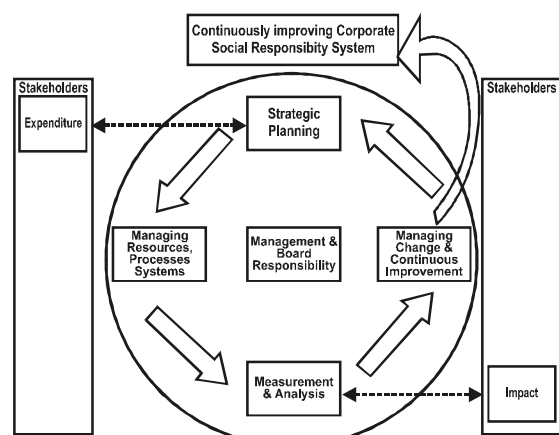 Continuously improving Corporate
Social Responsibity System
Stakeholders
Stakeholders
Expenditure
Strategic
Planning
Managing
Resources,
Processes
Systems
Management &
Board
Responsibility
Managing
Change &
Continuous
Improvement
Measurement
& Analysis
Impact